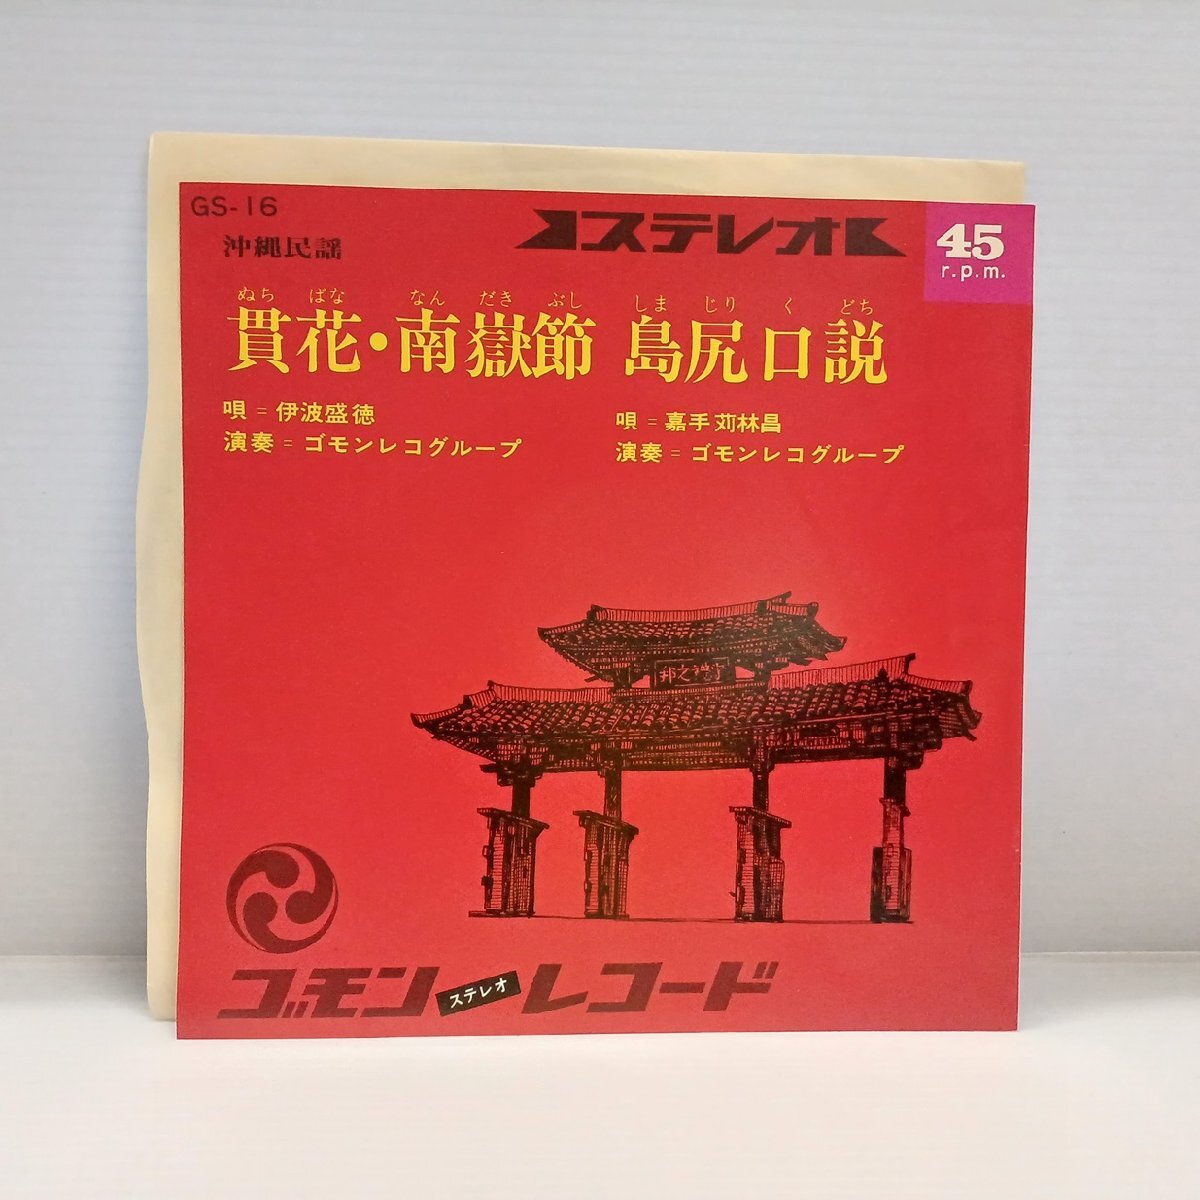 GS-16
ステレオ
45
r.p.m.
沖縄民謡
ぬち ばな なん だき ぶし しま じり く どち
貫花・南嶽節 島尻口説
唄=伊波盛徳
演奏=ゴモンレコグループ
唄=嘉手苅林昌
演奏=ゴモンレコグループ
ゴモン ステレオ レコード